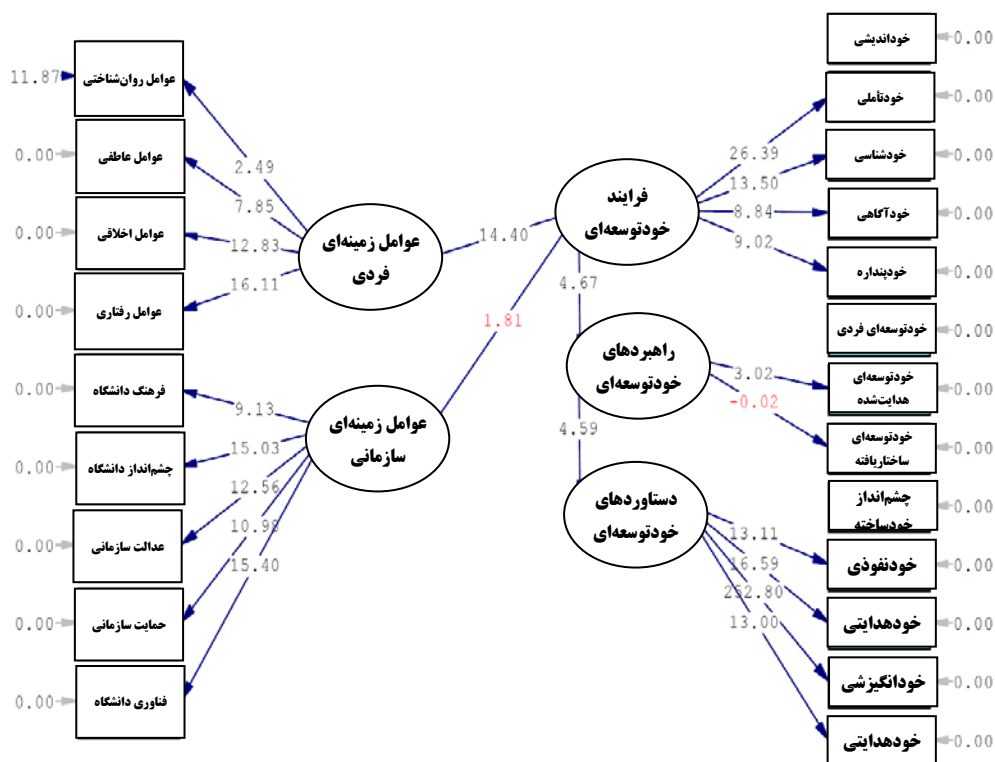 عوامل روان‌شناختی
11.87
عوامل عاطفی
0.00
عوامل اخلاقی
0.00
عوامل رفتاری
0.00
فرهنگ دانشگاه
0.00
چشم‌انداز دانشگاه
0.00
عدالت سازمانی
0.00
حمایت سازمانی
0.00
فناوری دانشگاه
0.00
2.49
7.85
12.83
16.11
عوامل زمینه‌ای
فردی
9.13
15.03
12.56
10.98
15.40
عوامل زمینه‌ای
سازمانی
14.40
1.81
فرایند
خودتوسعه‌ای
4.67
راهبردهای
خودتوسعه‌ای
4.59
دستاوردهای
خودتوسعه‌ای
26.39
13.50
8.84
9.02
3.02
-0.02
13.11
16.59
252.80
13.00
خوداندیشی
0.00
خودتأملی
0.00
خودشناسی
0.00
خودآگاهی
0.00
خودپنداره
0.00
خودتوسعه‌ای فردی
0.00
خودتوسعه‌ای
هدایت‌شده
0.00
خودتوسعه‌ای
ساختاریافته
0.00
چشم‌انداز
خودساخته
0.00
خودنفوذی
0.00
خودهدایتی
0.00
خودانگیزشی
0.00
خودهدایتی
0.00